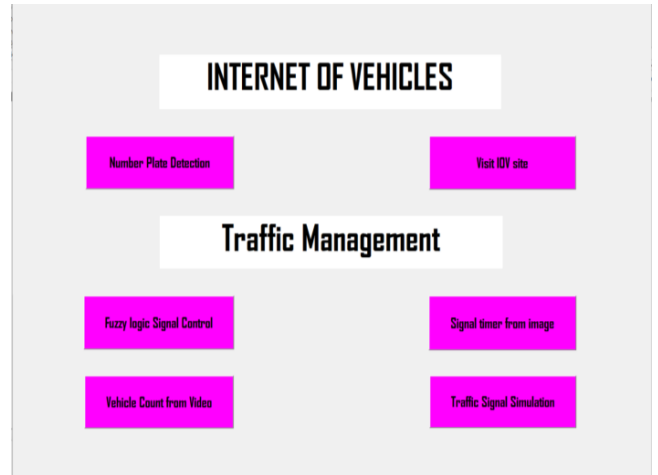 INTERNET OF VEHICLES
Number Plate Detection
Visit IOV site
Traffic Management
Fuzzy logic Signal Control
Signal timer from image
Vehicle Count from Video
Traffic Signal Simulation